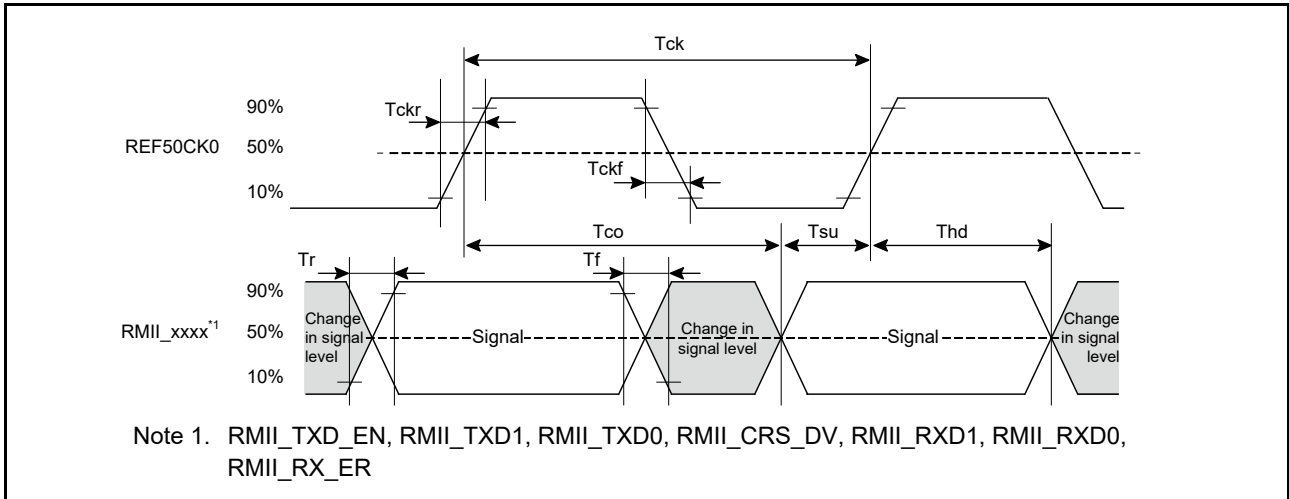 Tck
Tckr
90%
REF50CK0
50%
Tckf
10%
Tco
Tsu
Thd
Tr
Tf
90%
RMII_xxxx*1
50%
10%
Change
in signal
level
Signal
Change in
signal level
Signal
Change
in signal
level
Note 1. RMII_TXD_EN, RMII_TXD1, RMII_TXD0, RMII_CRS_DV, RMII_RXD1, RMII_RXD0,
RMII_RX_ER